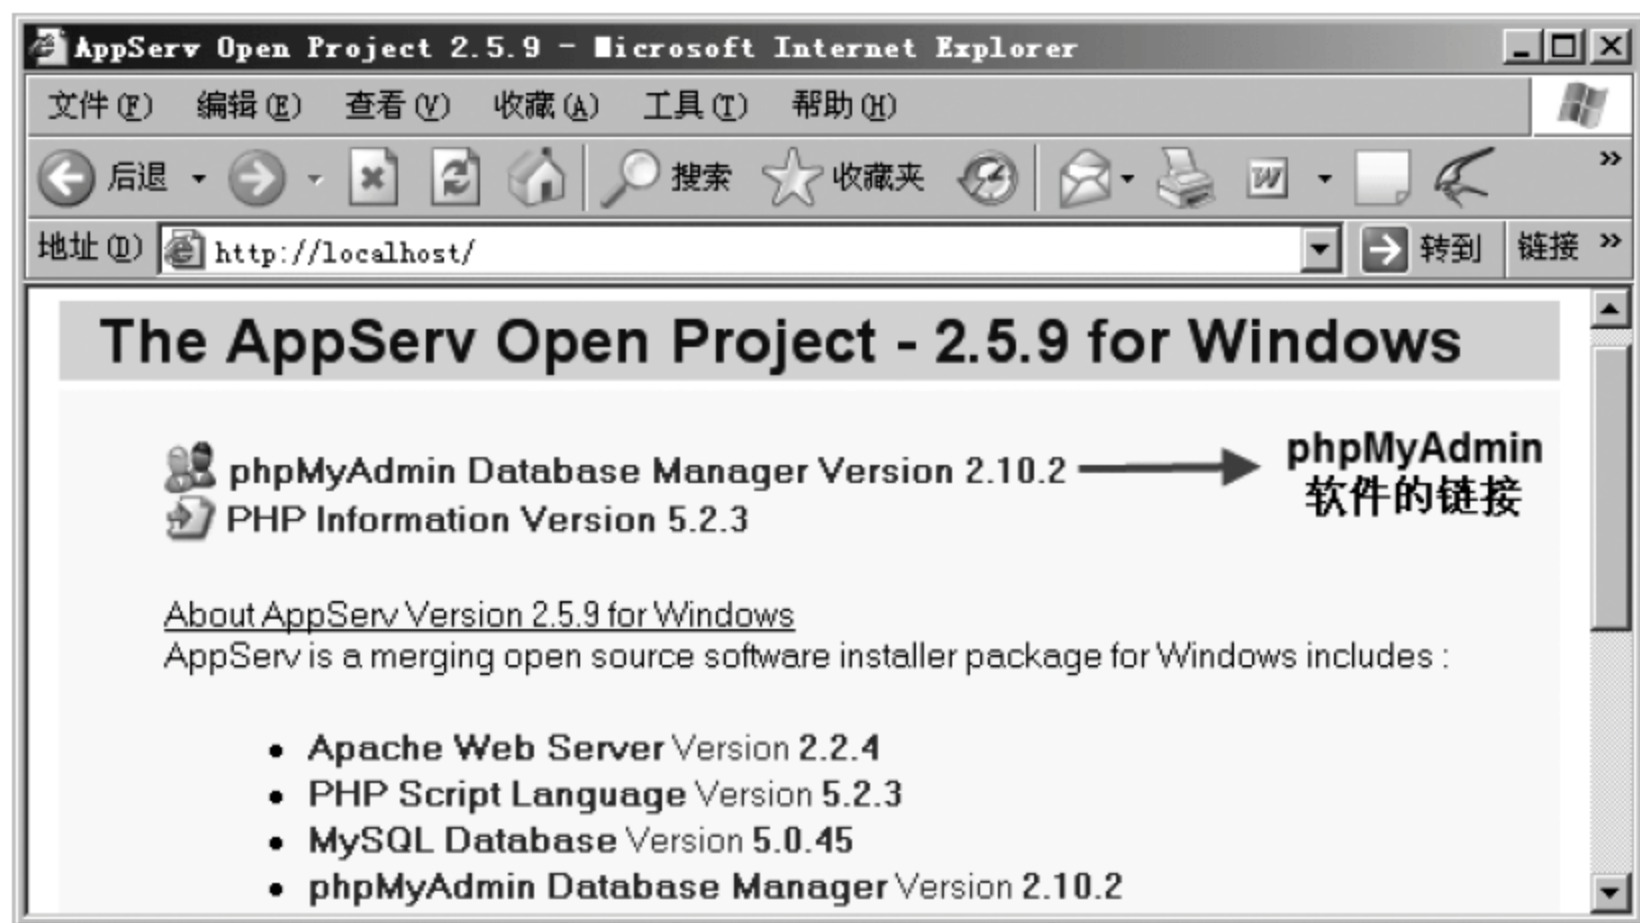 AppServ Open Project 2.5.9 - Microsoft Internet Explorer
文件(F) 编辑(E) 查看(V) 收藏(A) 工具(T) 帮助(H)
后退 搜索 收藏夹 W »
地址(D) http://localhost/ 转到 链接 »
The AppServ Open Project - 2.5.9 for Windows
phpMyAdmin Database Manager Version 2.10.2
phpMyAdmin
软件的链接
PHP Information Version 5.2.3
About AppServ Version 2.5.9 for Windows
AppServ is a merging open source software installer package for Windows includes :
• Apache Web Server Version 2.2.4
• PHP Script Language Version 5.2.3
• MySQL Database Version 5.0.45
• phpMyAdmin Database Manager Version 2.10.2